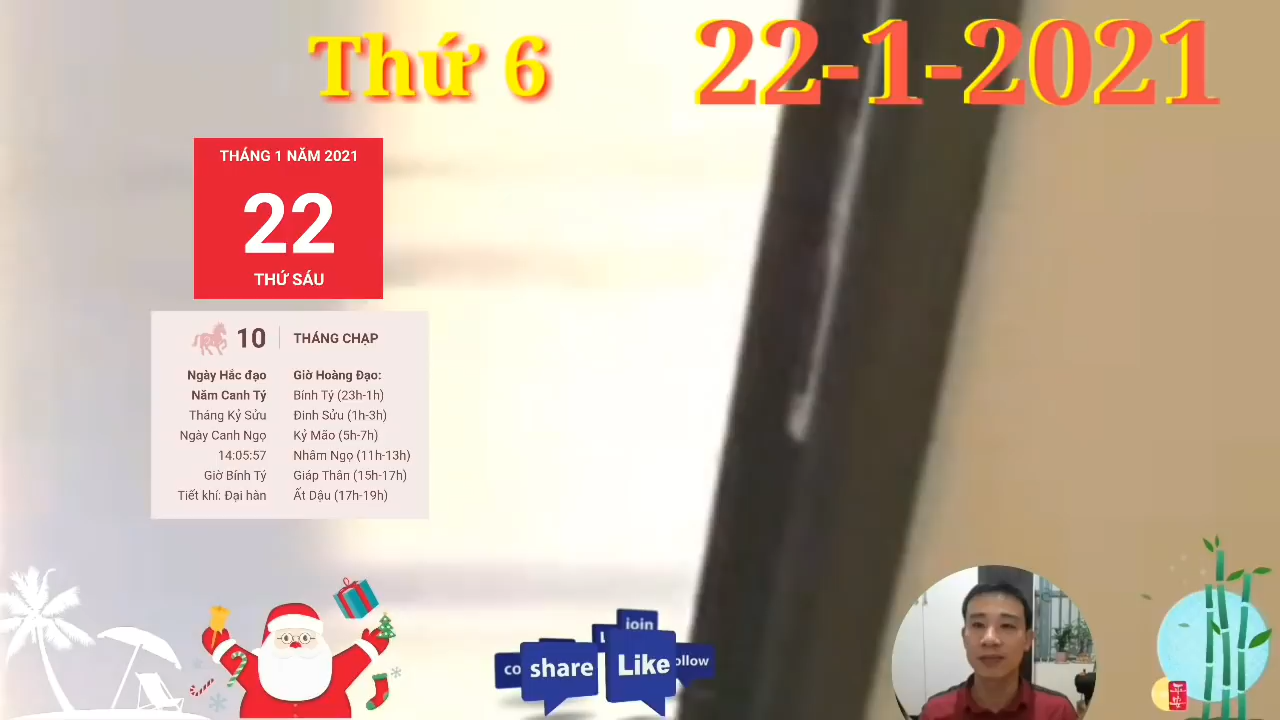 Thứ 6
22-1-2021
THÁNG 1 NĂM 2021
22
THỨ SÁU
10
THÁNG CHẠP
Ngày Hắc đạo
Năm Canh Tý
Tháng Kỷ Sửu
Ngày Canh Ngọ
14:05:57
Giờ Bính Tý
Tiết khí: Đại hàn
Giờ Hoàng Đạo:
Bính Tý (23h-1h)
Đinh Sửu (1h-3h)
Kỷ Mão (5h-7h)
Nhâm Ngọ (11h-13h)
Giáp Thân (15h-17h)
Ất Dậu (17h-19h)
join
share
Like